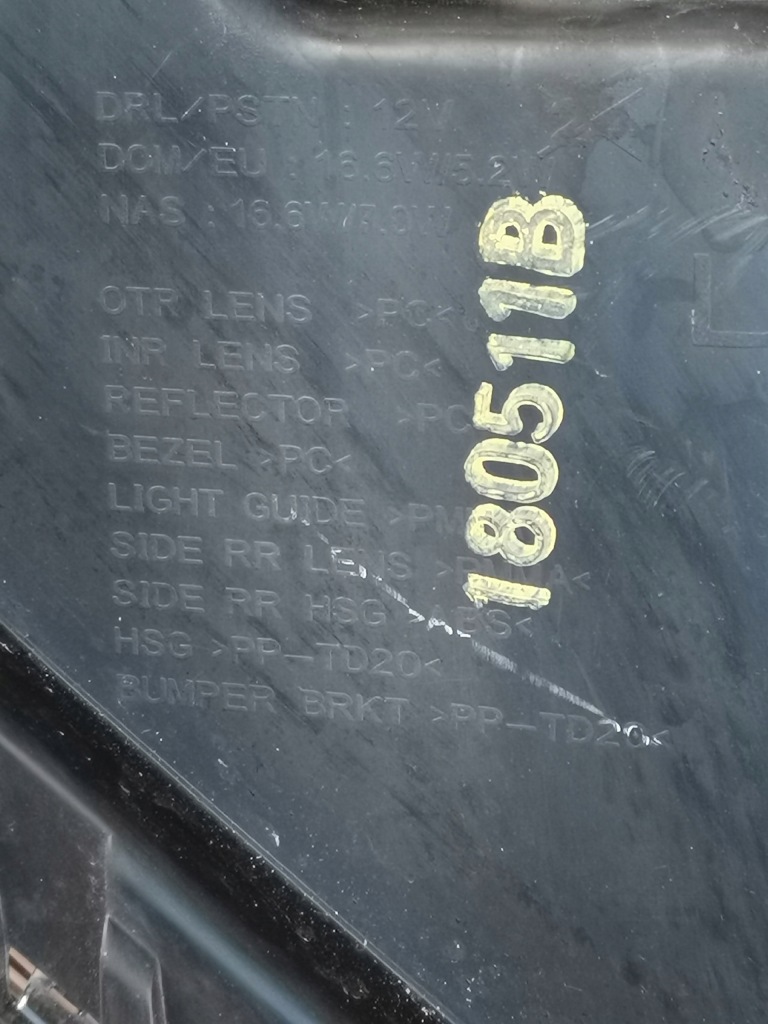 DRL/PSTN : 12V
DOM/EU : 16.6W/5.2W
NAS : 16.6W/7.0W
OTR LENS >PC<
INR LENS >PC<
REFLECTOR >PC
BEZEL >PC<
LIGHT GUIDE
SIDE RR LENS >PMMA<
SIDE RR HSG >ABS<
HSG >PP-TD20<
BUMPER BRKT >PP-TD20<
180511B
L